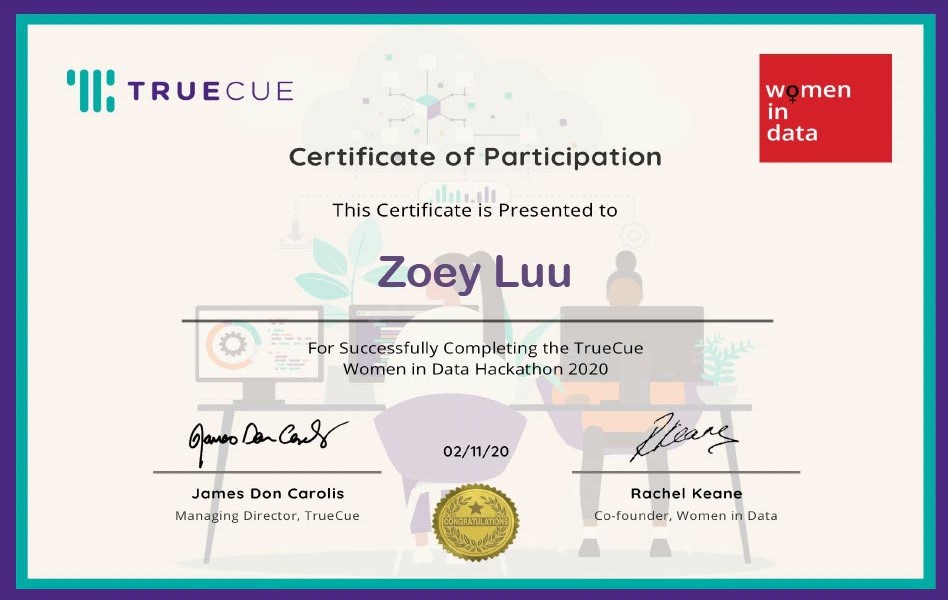 TRUECUE
women
in
data
Certificate of Participation
This Certificate is Presented to
Zoey Luu
For Successfully Completing the TrueCue
Women in Data Hackathon 2020
James Don Carolis
RKeane
02/11/20
James Don Carolis
Rachel Keane
Managing Director, TrueCue
Co-founder, Women in Data
CONGRATULATIONS